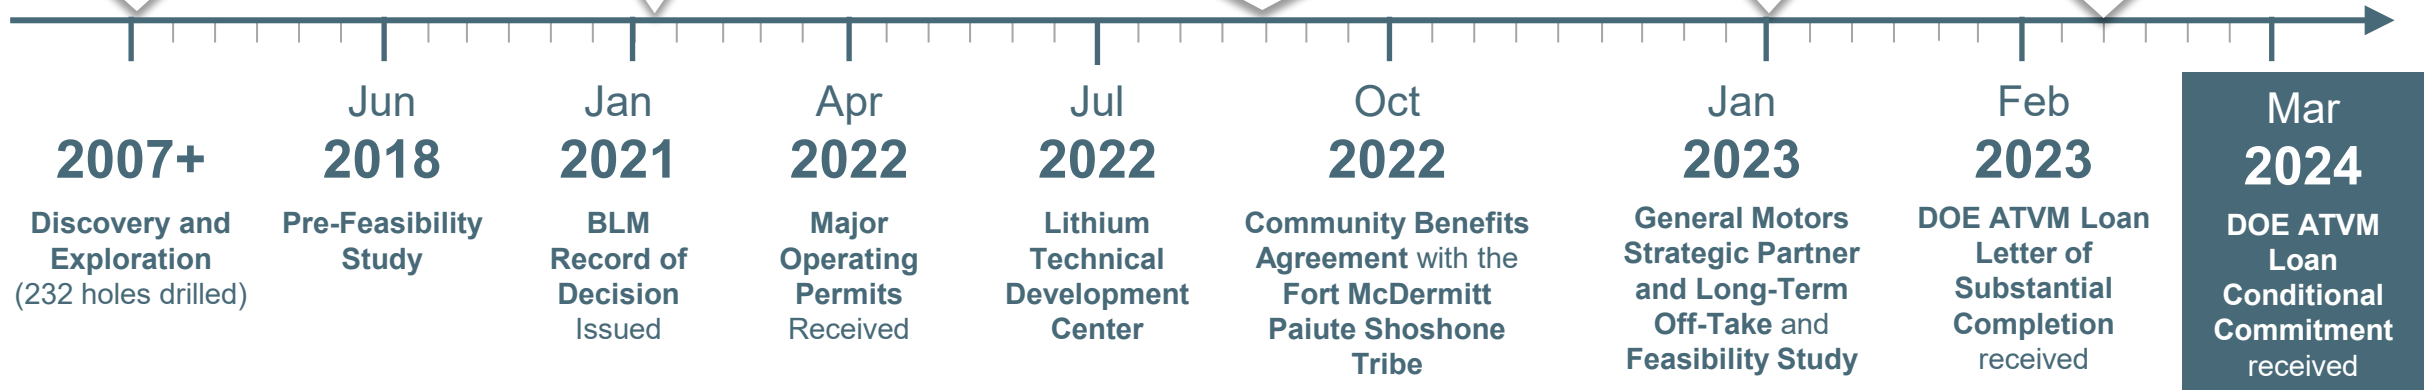 2007+
Discovery and
Exploration
(232 holes drilled)
Jun
2018
Pre-Feasibility
Study
Jan
2021
BLM
Record of
Decision
Issued
Apr
2022
Major
Operating
Permits
Received
Jul
2022
Lithium
Technical
Development
Center
Oct
2022
Community Benefits
Agreement with the
Fort McDermitt
Paiute Shoshone
Tribe
Jan
2023
General Motors
Strategic Partner
and Long-Term
Off-Take and
Feasibility Study
Feb
2023
DOE ATVM Loan
Letter of
Substantial
Completion
received
Mar
2024
DOE ATVM
Loan
Conditional
Commitment
received